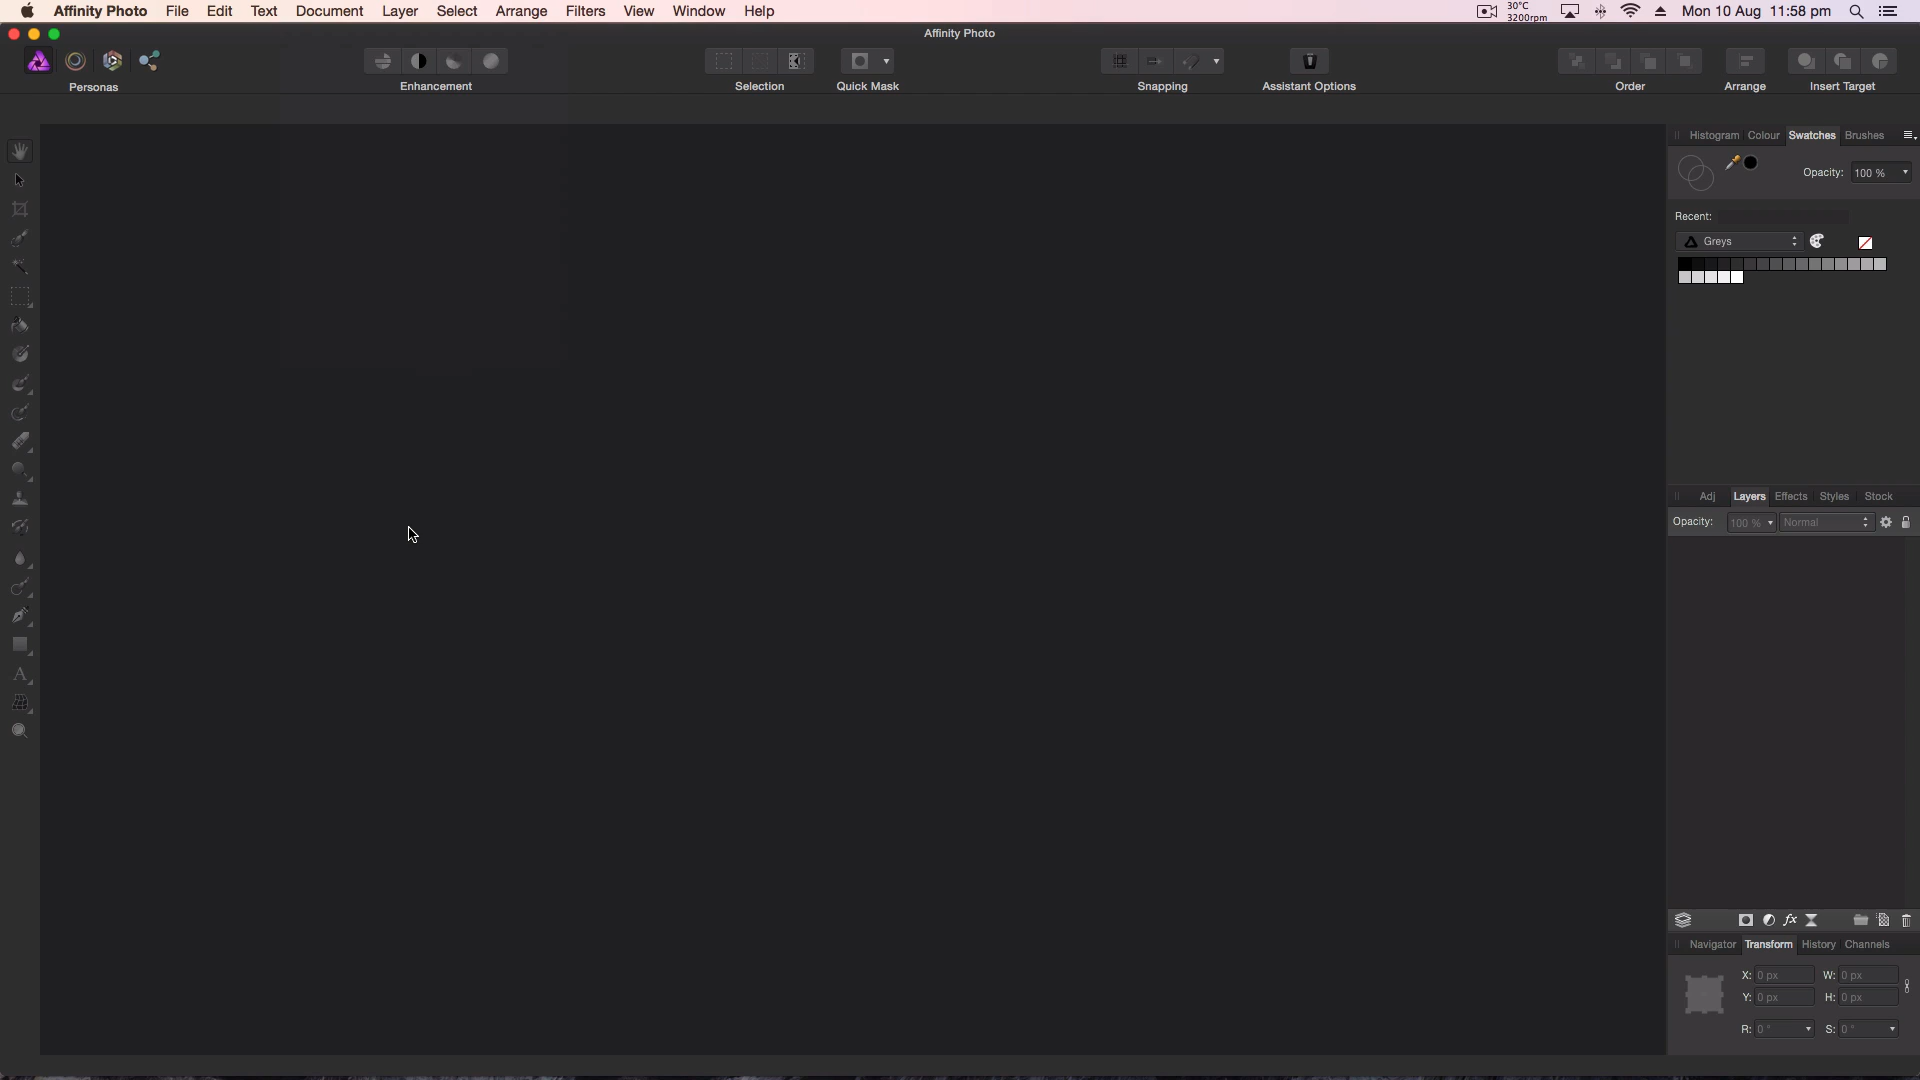 Affinity Photo File Edit Text Document Layer Select Arrange Filters View Window Help 30°C 3200rpm Mon 10 Aug 11:58 pm
Affinity Photo
Personas Enhancement Selection Quick Mask Snapping Assistant Options Order Arrange Insert Target
Histogram Colour Swatches Brushes
Opacity: 100 %
Recent:
Greys
Adj Layers Effects Styles Stock
Opacity: 100 % Normal
fx
Navigator Transform History Channels
X: 0 px W: 0 px
Y: 0 px H: 0 px
R: 0 ° S: 0 °
A